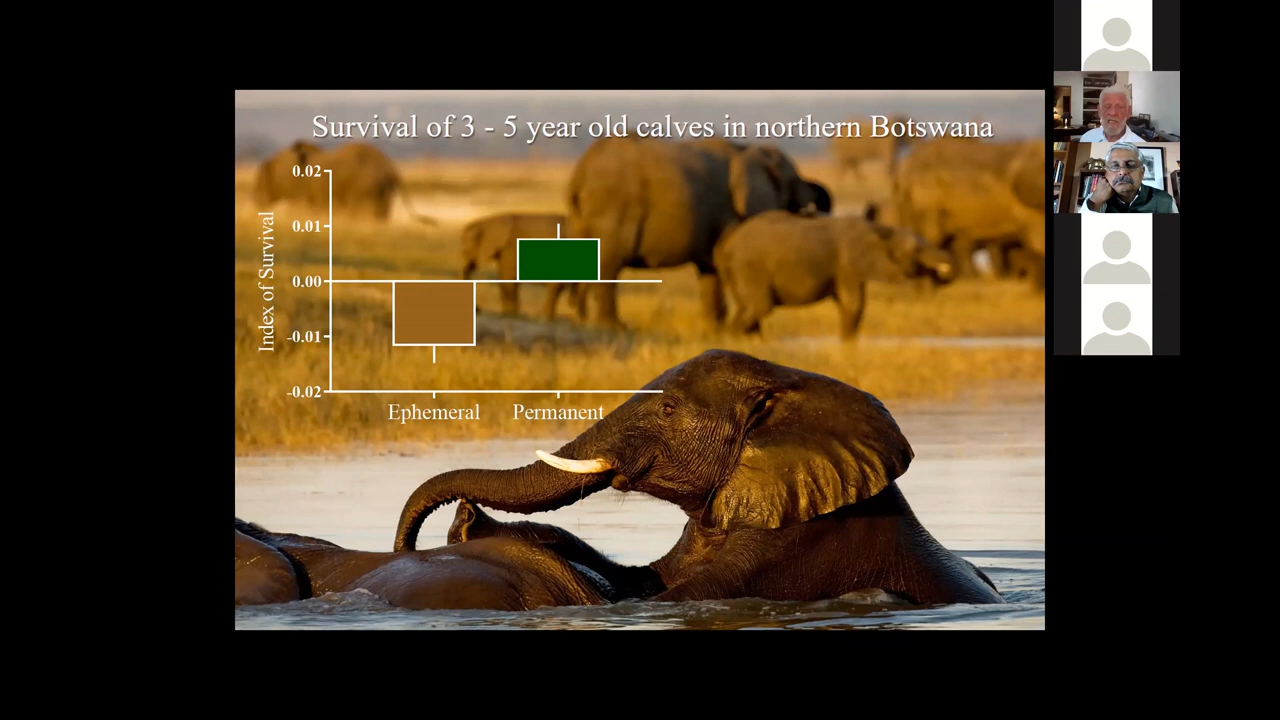 Survival of 3 - 5 year old calves in northern Botswana
Index of Survival
0.02
0.01
0.00
-0.01
-0.02
Ephemeral Permanent